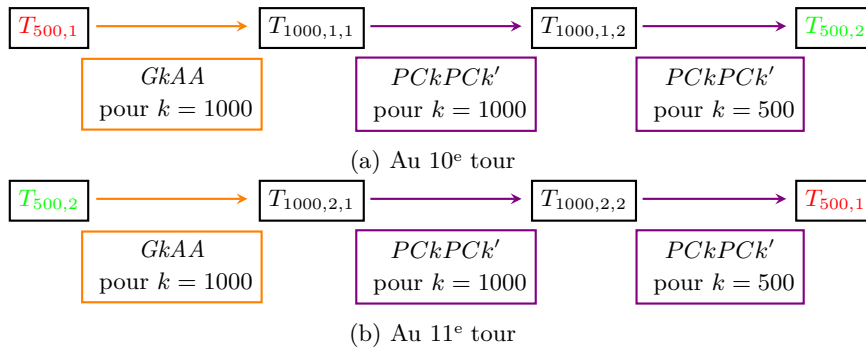 T500,1 T1000,1,1 T1000,1,2 T500,2
GkAA PCkPCk′ PCkPCk′
pour k = 1000 pour k = 1000 pour k = 500
(a) Au 10e tour
T500,2 T1000,2,1 T1000,2,2 T500,1
GkAA PCkPCk′ PCkPCk′
pour k = 1000 pour k = 1000 pour k = 500
(b) Au 11e tour